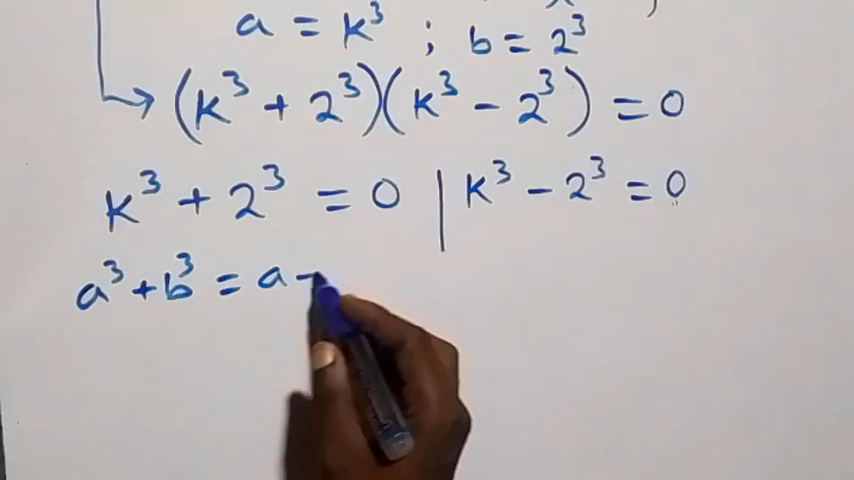 a = k³ ; b = 2³
(k³ + 2³)(k³ - 2³) = 0
k³ + 2³ = 0 | k³ - 2³ = 0
a³ + b³ = a -